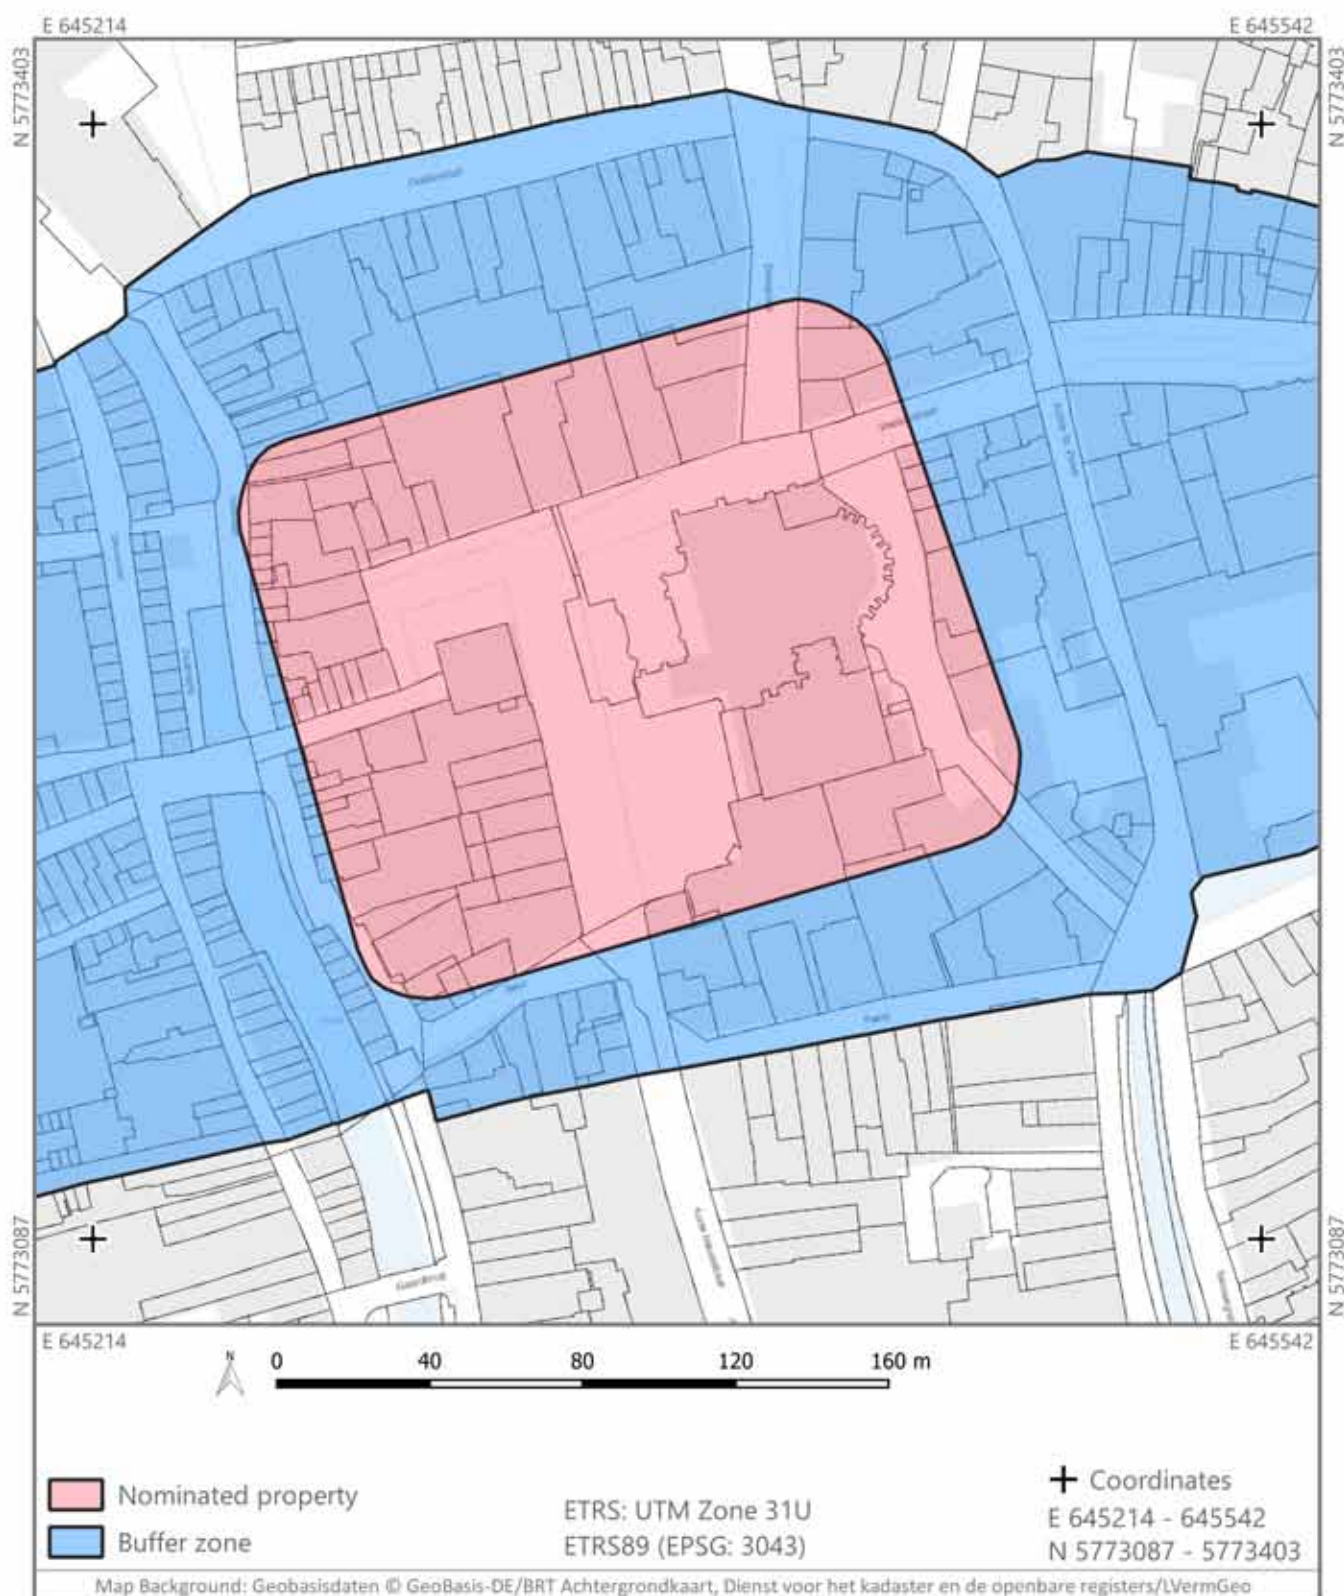 E 645214
E 645542
N 5773403
N 5773403
N 5773087
N 5773087
E 645214
E 645542
N
0 40 80 120 160 m
Nominated property
Buffer zone
ETRS: UTM Zone 31U
ETRS89 (EPSG: 3043)
Coordinates
E 645214 - 645542
N 5773087 - 5773403
Map Background: Geobasisdaten © GeoBasis-DE/BRT Achtergrondkaart, Dienst voor het kadaster en de openbare registers/LVermGeo